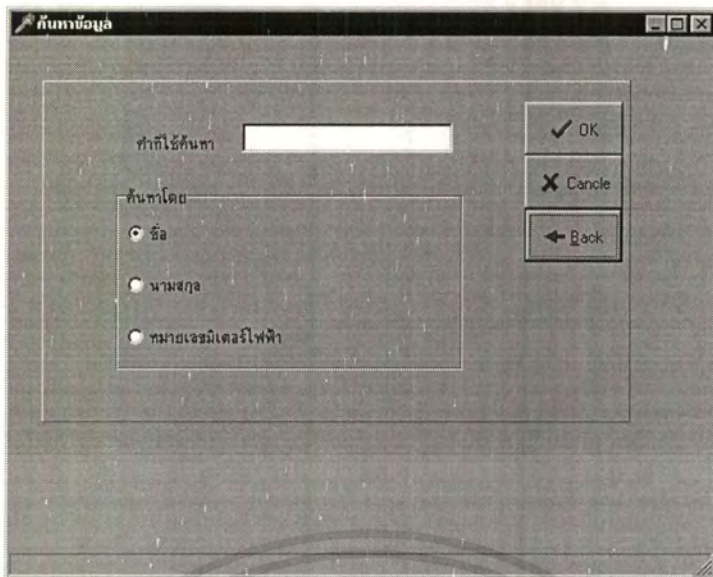 ค้นหาข้อมูล
คำที่ใช้ค้นหา
OK
Cancle
Back
ค้นหาโดย
ชื่อ
นามสกุล
หมายเลขมิเตอร์ไฟฟ้า